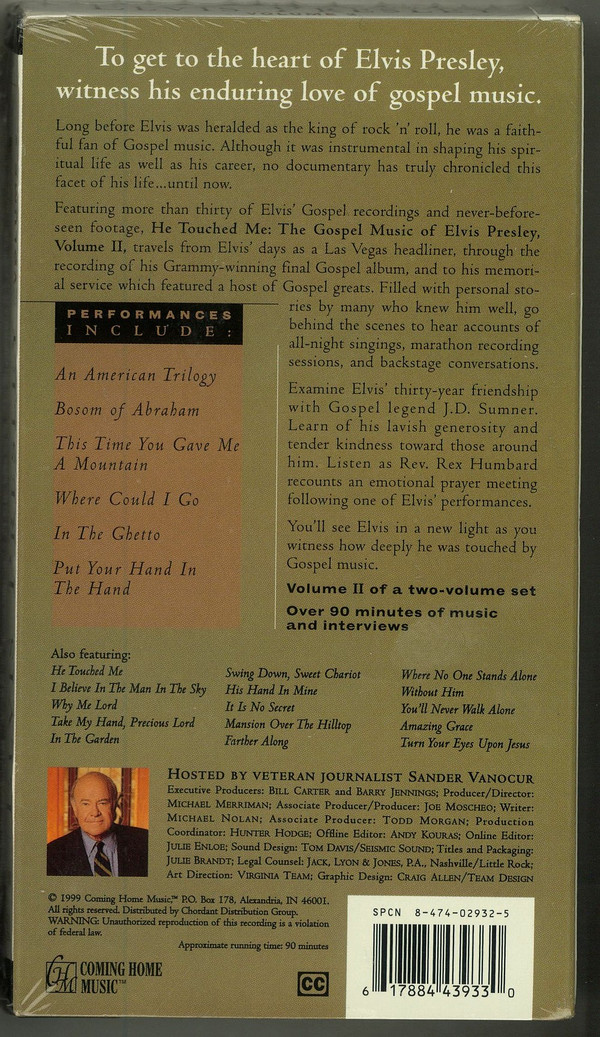 To get to the heart of Elvis Presley,
witness his enduring love of gospel music.
Long before Elvis was heralded as the king of rock 'n' roll, he was a faith-
ful fan of Gospel music. Although it was instrumental in shaping his spir-
itual life as well as his career, no documentary has truly chronicled this
facet of his life...until now.
Featuring more than thirty of Elvis' Gospel recordings and never-before-
seen footage, He Touched Me: The Gospel Music of Elvis Presley,
Volume II, travels from Elvis' days as a Las Vegas headliner, through the
recording of his Grammy-winning final Gospel album, and to his memori-
al service which featured a host of Gospel greats. Filled with personal sto-
ries by many who knew him well, go
behind the scenes to hear accounts of
all-night singings, marathon recording
sessions, and backstage conversations.
Examine Elvis' thirty-year friendship
with Gospel legend J.D. Sumner.
Learn of his lavish generosity and
tender kindness toward those around
him. Listen as Rev. Rex Humbard
recounts an emotional prayer meeting
following one of Elvis' performances.
You'll see Elvis in a new light as you
witness how deeply he was touched by
Gospel music.
Volume II of a two-volume set
Over 90 minutes of music
and interviews
PERFORMANCES
INCLUDE:
An American Trilogy
Bosom of Abraham
This Time You Gave Me
A Mountain
Where Could I Go
In The Ghetto
Put Your Hand In
The Hand
Also featuring:
He Touched Me
I Believe In The Man In The Sky
Why Me Lord
Take My Hand, Precious Lord
In The Garden
Swing Down, Sweet Chariot
His Hand In Mine
It Is No Secret
Mansion Over The Hilltop
Farther Along
Where No One Stands Alone
Without Him
You'll Never Walk Alone
Amazing Grace
Turn Your Eyes Upon Jesus
HOSTED BY VETERAN JOURNALIST SANDER VANOCUR
Executive Producers: BILL CARTER and BARRY JENNINGS; Producer/Director:
MICHAEL MERRIMAN; Associate Producer/Producer: JOE MOSCHEO; Writer:
MICHAEL NOLAN; Associate Producer: TODD MORGAN; Production
Coordinator: HUNTER HODGE; Offline Editor: ANDY KOURAS; Online Editor:
JULIE ENLOE; Sound Design: TOM DAVIS/SEISMIC SOUND; Titles and Packaging:
JULIE BRANDT; Legal Counsel: JACK, LYON & JONES, P.A., Nashville/Little Rock;
Art Direction: VIRGINIA TEAM; Graphic Design: CRAIG ALLEN/TEAM DESIGN
© 1999 Coming Home Music,™ P.O. Box 178, Alexandria, IN 46001.
All rights reserved. Distributed by Chordant Distribution Group.
WARNING: Unauthorized reproduction of this recording is a violation
of federal law.
Approximate running time: 90 minutes
CHM COMING HOME
MUSIC™
CC
SPCN 8-474-02932-5
6 17884 43933 0